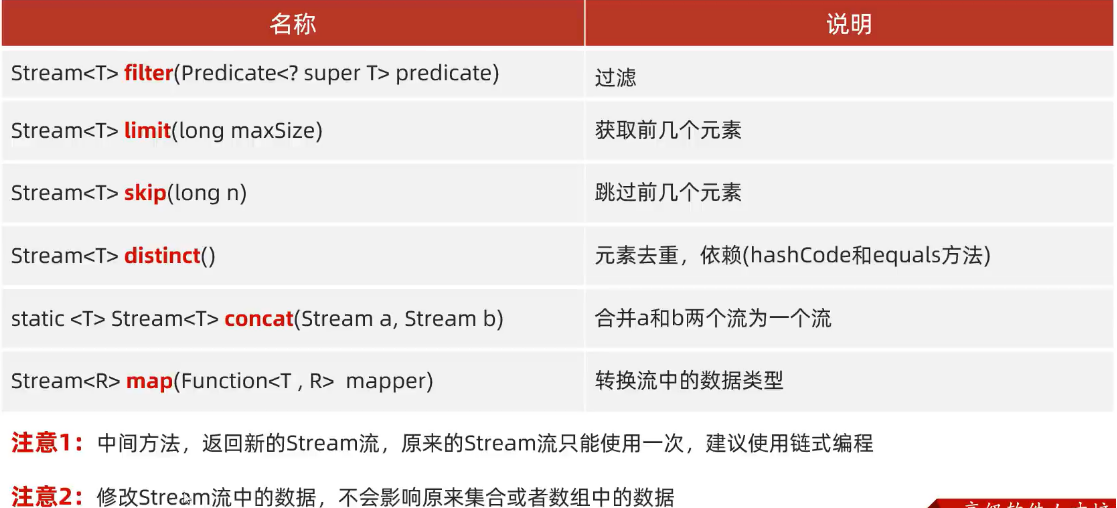 名称 说明
Stream<T> filter(Predicate<? super T> predicate) 过滤
Stream<T> limit(long maxSize) 获取前几个元素
Stream<T> skip(long n) 跳过前几个元素
Stream<T> distinct() 元素去重，依赖(hashCode和equals方法)
static <T> Stream<T> concat(Stream a, Stream b) 合并a和b两个流为一个流
Stream<R> map(Function<T , R> mapper) 转换流中的数据类型
注意1：中间方法，返回新的Stream流，原来的Stream流只能使用一次，建议使用链式编程
注意2：修改Stream流中的数据，不会影响原来集合或者数组中的数据